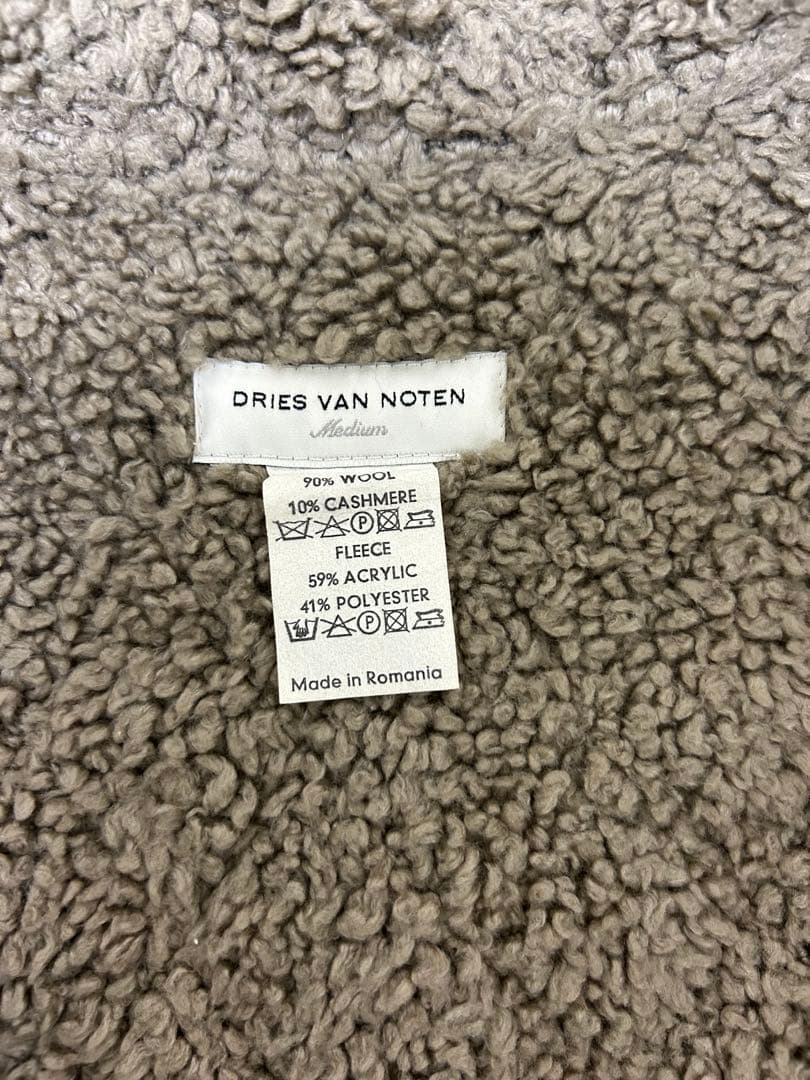 DRIES VAN NOTEN
Medium
90% WOOL
10% CASHMERE
P
FLEECE
59% ACRYLIC
41% POLYESTER
P
Made in Romania